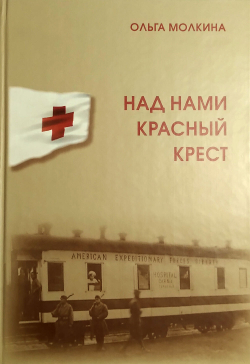 ОЛЬГА МОЛКИНА
НАД НАМИ
КРАСНЫЙ
КРЕСТ
AMERICAN EXPEDITIONARY